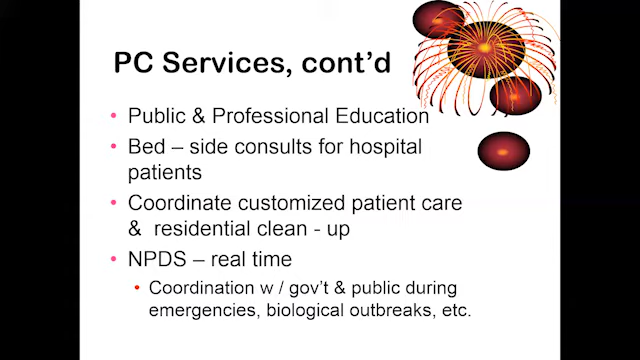 PC Services, cont'd
• Public & Professional Education
• Bed – side consults for hospital
patients
• Coordinate customized patient care
& residential clean - up
• NPDS – real time
• Coordination w / gov't & public during
emergencies, biological outbreaks, etc.